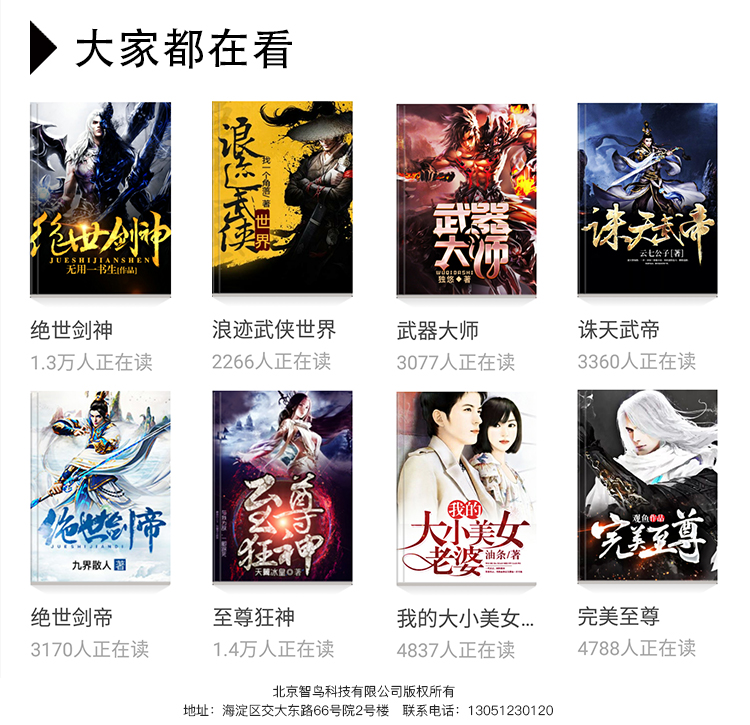 大家都在看
绝世剑神
JUESHIJIANSHEN
无用一书生[作品]
浪迹武侠
世界
找一个角落 著
武器
大师
WUQIDASHI
独悠◆著
诛天武帝
云七公子[著]
绝世剑神
浪迹武侠世界
武器大师
诛天武帝
1.3万人正在读
2266人正在读
3077人正在读
3360人正在读
绝世剑帝
JUESHIJIANDI
九界散人 著
至尊
狂神
天翼冰皇◎著
我的
大小美女
老婆
油条/著
观鱼 作品
完美至尊
绝世剑帝
至尊狂神
我的大小美女...
完美至尊
3170人正在读
1.4万人正在读
4837人正在读
4788人正在读
北京智鸟科技有限公司版权所有
地址：海淀区交大东路66号院2号楼 联系电话：13051230120